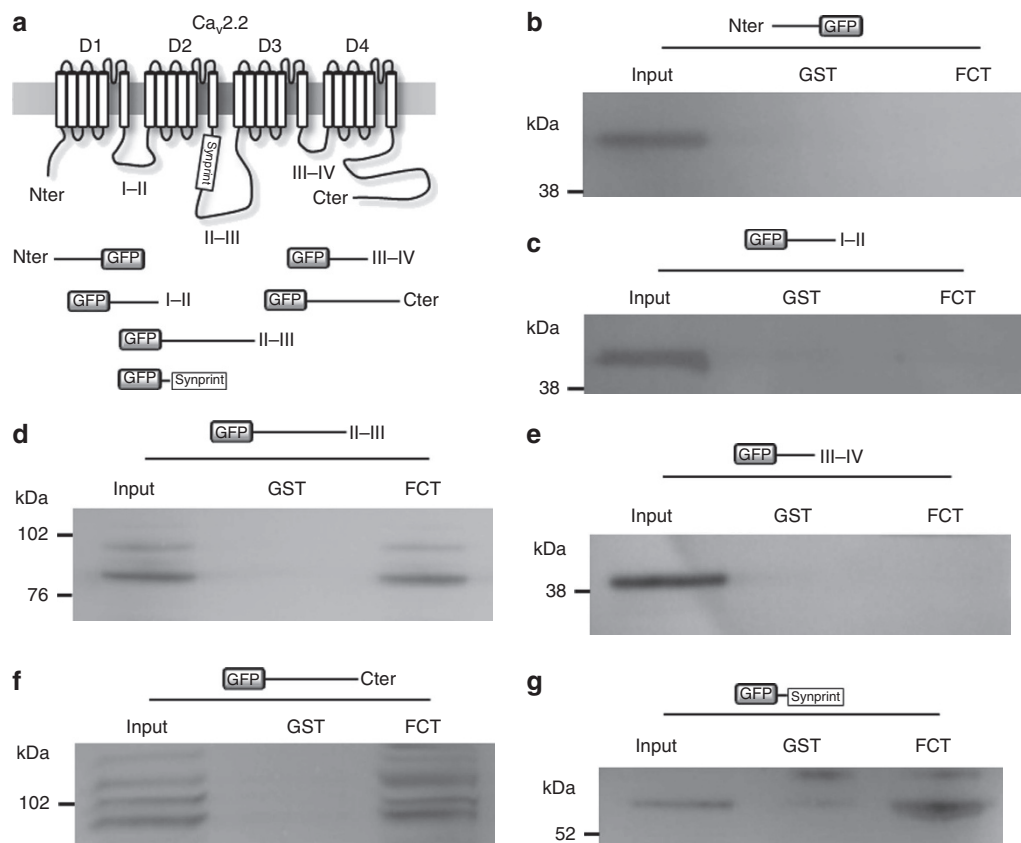 a
Caᵥ2.2
D1 D2 D3 D4
Synprint
Nter
I–II
II–III
III–IV
Cter
Nter GFP
GFP III–IV
GFP I–II
GFP Cter
GFP II–III
GFP Synprint
b
Nter GFP
Input GST FCT
kDa
38
c
GFP I–II
Input GST FCT
kDa
38
d
GFP II–III
Input GST FCT
kDa
102
76
e
GFP III–IV
Input GST FCT
kDa
38
f
GFP Cter
Input GST FCT
kDa
102
g
GFP Synprint
Input GST FCT
kDa
52